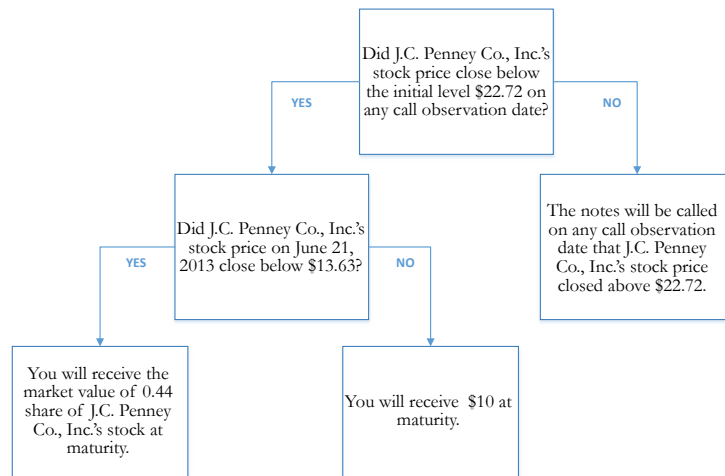 Did J.C. Penney Co., Inc.'s
stock price close below
the initial level $22.72 on
any call observation date?
YES
NO
Did J.C. Penney Co., Inc.'s
stock price on June 21,
2013 close below $13.63?
The notes will be called
on any call observation
date that J.C. Penney
Co., Inc.'s stock price
closed above $22.72.
YES
NO
You will receive the
market value of 0.44
share of J.C. Penney
Co., Inc.'s stock at
maturity.
You will receive $10 at
maturity.